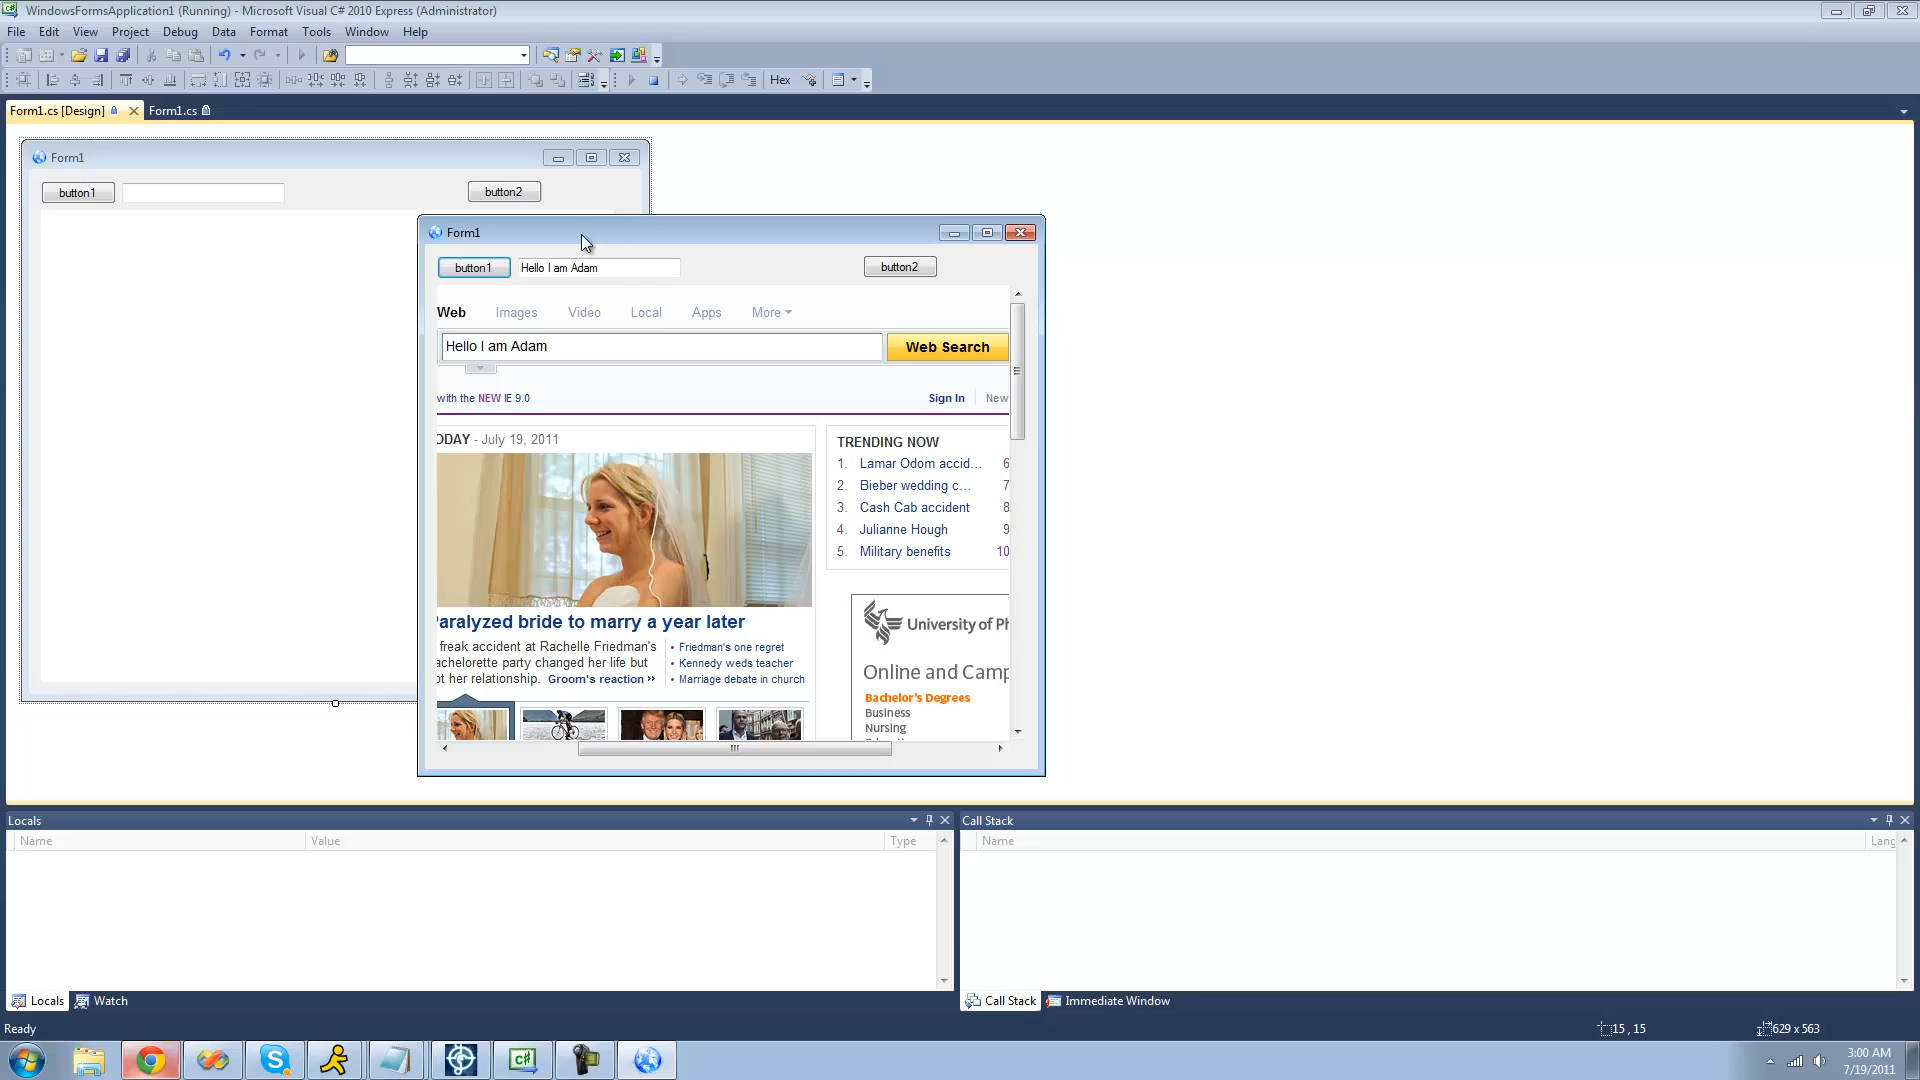 WindowsFormsApplication1 (Running) - Microsoft Visual C# 2010 Express (Administrator)
File Edit View Project Debug Data Format Tools Window Help
Hex
Form1.cs [Design] Form1.cs
Form1
button1 button2
Form1
button1 Hello I am Adam button2
Web Images Video Local Apps More
Hello I am Adam Web Search
with the NEW IE 9.0 Sign In New
ODAY - July 19, 2011
TRENDING NOW
1. Lamar Odom accid... 6
2. Bieber wedding c... 7
3. Cash Cab accident 8
4. Julianne Hough 9
5. Military benefits 10
Paralyzed bride to marry a year later
freak accident at Rachelle Friedman's
achelorette party changed her life but
ot her relationship. Groom's reaction ››
• Friedman's one regret
• Kennedy weds teacher
• Marriage debate in church
University of Ph
Online and Camp
Bachelor's Degrees
Business
Nursing
Locals
Name Value Type
Call Stack
Name Lang
Locals Watch
Call Stack Immediate Window
Ready 15 , 15 629 x 563
3:00 AM
7/19/2011